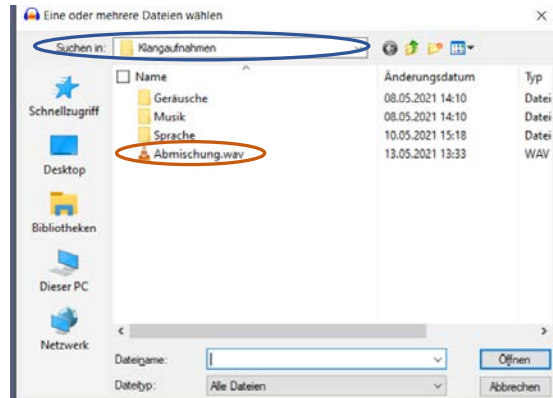 Eine oder mehrere Dateien wählen
Suchen in: Klangaufnahmen
Name Änderungsdatum Typ
Geräusche 08.05.2021 14:10 Datei
Musik 08.05.2021 14:10 Datei
Sprache 10.05.2021 15:18 Datei
Abmischung.wav 13.05.2021 13:33 WAV
Schnellzugriff
Desktop
Bibliotheken
Dieser PC
Netzwerk
Dateiname: Öffnen
Dateityp: Alle Dateien Abbrechen